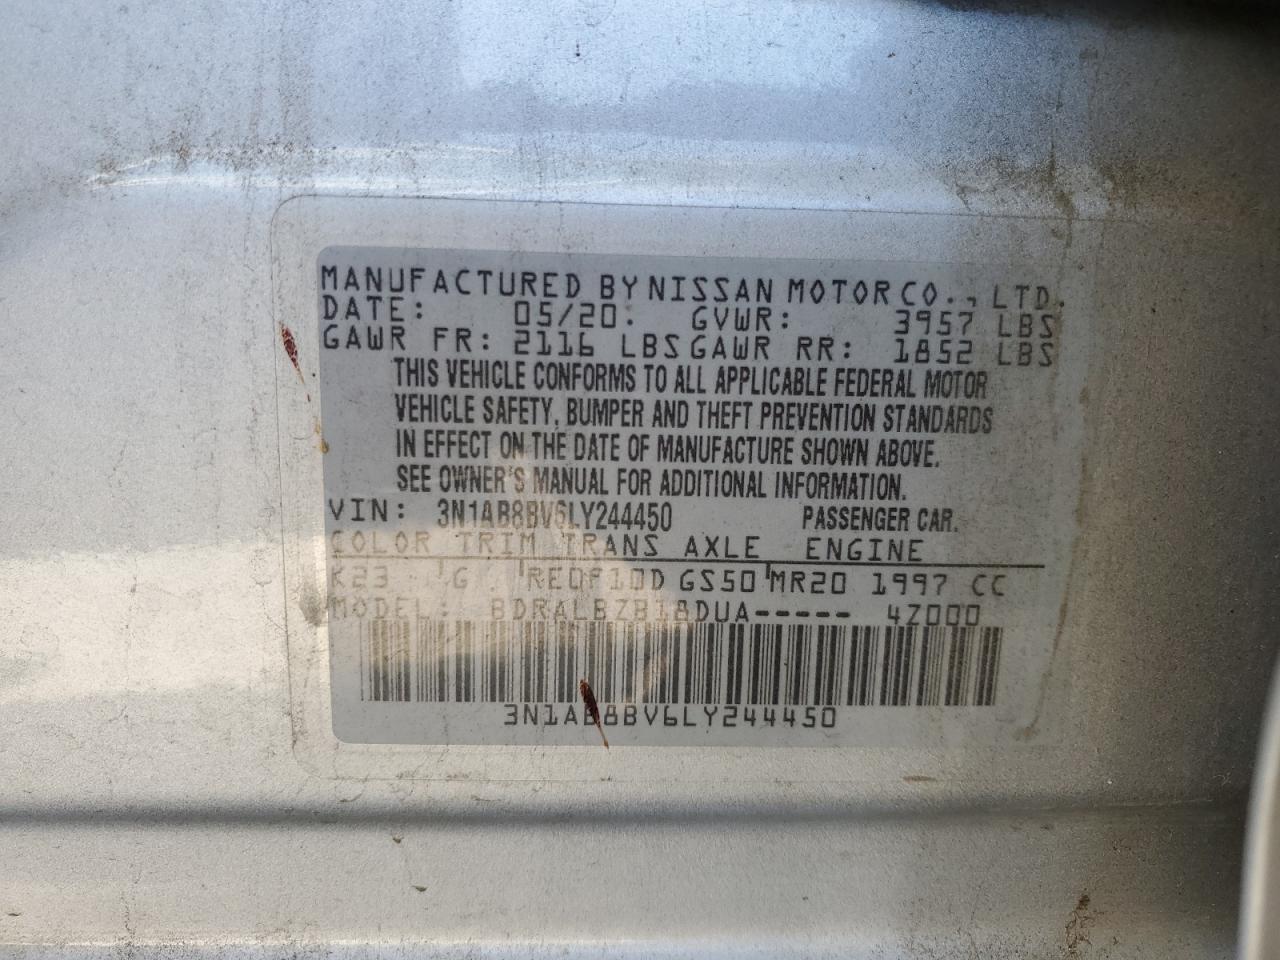 MANUFACTURED BY NISSAN MOTOR CO., LTD.
DATE: 05/20. GVWR: 3957 LBS
GAWR FR: 2116 LBS GAWR RR: 1852 LBS
THIS VEHICLE CONFORMS TO ALL APPLICABLE FEDERAL MOTOR
VEHICLE SAFETY, BUMPER AND THEFT PREVENTION STANDARDS
IN EFFECT ON THE DATE OF MANUFACTURE SHOWN ABOVE.
SEE OWNER'S MANUAL FOR ADDITIONAL INFORMATION.
VIN: 3N1AB8BV6LY244450 PASSENGER CAR.
COLOR TRIM TRANS AXLE ENGINE
K23 G RE0F10D GS50 MR20 1997 CC
MODEL: BDRALBZB18DUA----- 4Z000
3N1AB8BV6LY244450